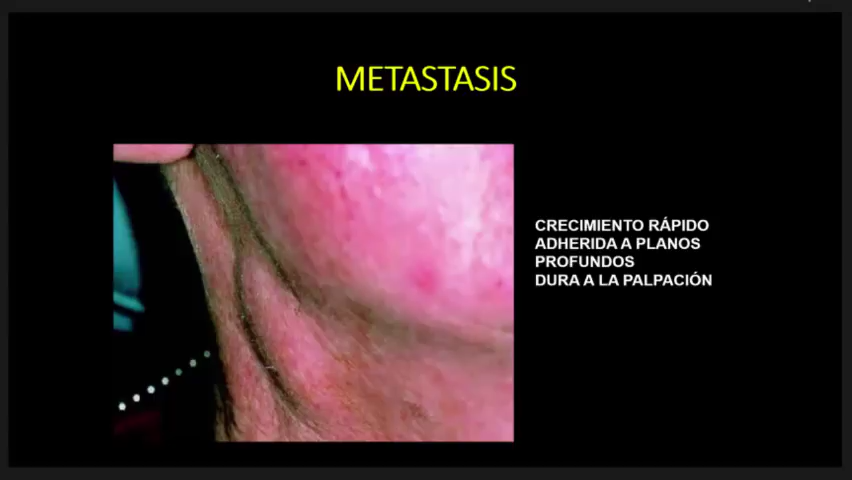 METASTASIS
CRECIMIENTO RÁPIDO
ADHERIDA A PLANOS
PROFUNDOS
DURA A LA PALPACIÓN